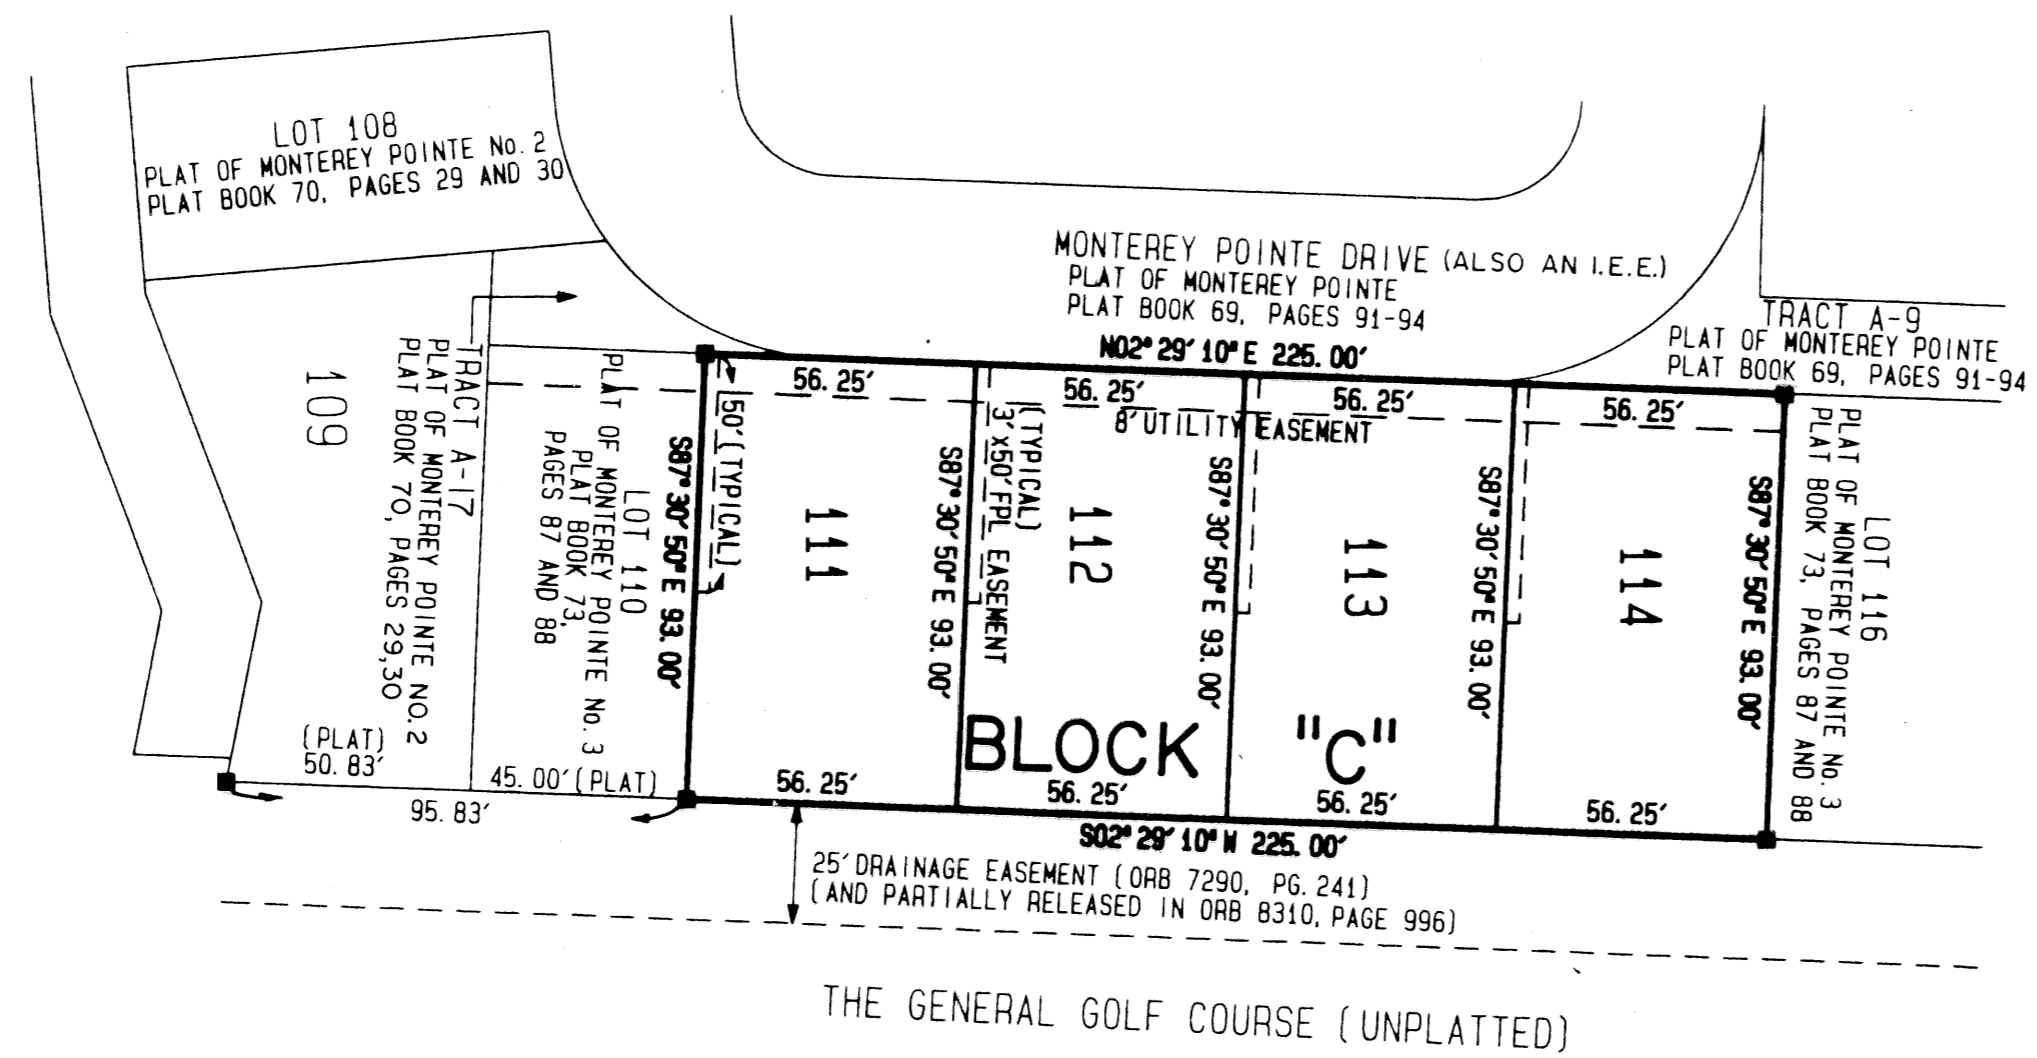 LOT 108
PLAT OF MONTEREY POINTE No. 2
PLAT BOOK 70, PAGES 29 AND 30
MONTEREY POINTE DRIVE (ALSO AN I.E.E.)
PLAT OF MONTEREY POINTE
PLAT BOOK 69, PAGES 91-94
N02° 29' 10" E 225.00'
TRACT A-9
PLAT OF MONTEREY POINTE
PLAT BOOK 69, PAGES 91-94
109
TRACT A-17
PLAT OF MONTEREY POINTE NO.2
PLAT BOOK 70, PAGES 29,30
LOT 110
PLAT OF MONTEREY POINTE No. 3
PLAT BOOK 73,
PAGES 87 AND 88
S87° 30' 50" E 93.00'
50' (TYPICAL)
56.25'
111
S87° 30' 50" E 93.00'
(TYPICAL)
3' x50' FPL EASEMENT
56.25'
8' UTILITY EASEMENT
112
S87° 30' 50" E 93.00'
56.25'
113
S87° 30' 50" E 93.00'
56.25'
114
S87° 30' 50" E 93.00'
LOT 116
PLAT OF MONTEREY POINTE No. 3
PLAT BOOK 73, PAGES 87 AND 88
BLOCK "C"
(PLAT)
50.83'
45.00' (PLAT)
95.83'
56.25'
56.25'
56.25'
56.25'
S02° 29' 10" W 225.00'
25' DRAINAGE EASEMENT (ORB 7290, PG. 241)
(AND PARTIALLY RELEASED IN ORB 8310, PAGE 996)
THE GENERAL GOLF COURSE (UNPLATTED)